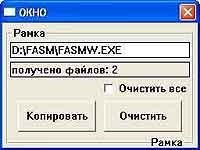 ОКНО
Рамка
D:\FASM\FASMW.EXE
получено файлов: 2
Очистить все
Копировать
Очистить
Рамка